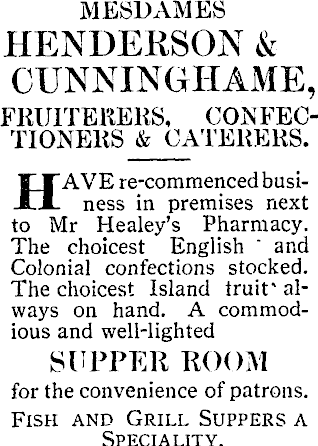 MESDAMES
HENDERSON &
CUNNINGHAME,
FRUITERERS, CONFEC-
TIONERS & CATERERS.
HAVE re-commenced busi-
ness in premises next
to Mr Healey's Pharmacy.
The choicest English and
Colonial confections stocked.
The choicest Island fruit al-
ways on hand. A commod-
ious and well-lighted
SUPPER ROOM
for the convenience of patrons.
FISH AND GRILL SUPPERS A
SPECIALITY.